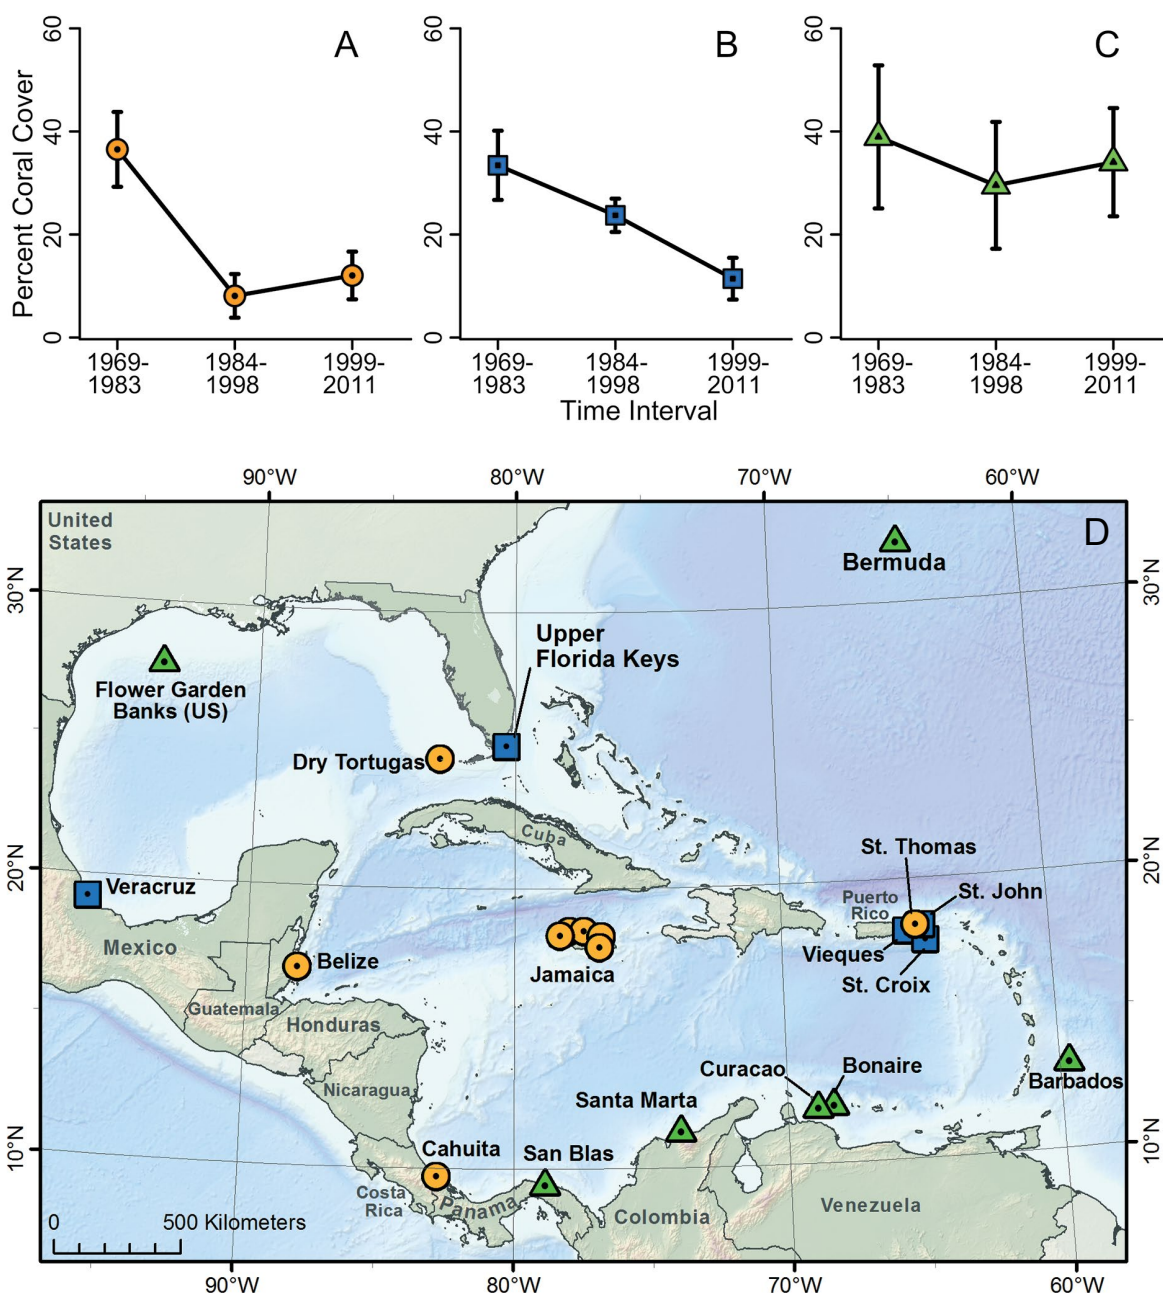 A
B
C
Percent Coral Cover
60
40
20
0
60
40
20
0
60
40
20
0
1969-
1983
1984-
1998
1999-
2011
1969-
1983
1984-
1998
1999-
2011
1969-
1983
1984-
1998
1999-
2011
Time Interval
90°W
80°W
70°W
60°W
United
States
D
Bermuda
30°N
30°N
Upper
Florida Keys
Flower Garden
Banks (US)
Dry Tortugas
Cuba
St. Thomas
20°N
20°N
Veracruz
St. John
Puerto
Rico
Mexico
Vieques
Belize
Jamaica
St. Croix
Guatemala
Honduras
Curacao
Bonaire
Nicaragua
Barbados
Santa Marta
10°N
10°N
Cahuita
San Blas
Costa
Rica
Panama
Colombia
Venezuela
0
500 Kilometers
90°W
80°W
70°W
60°W